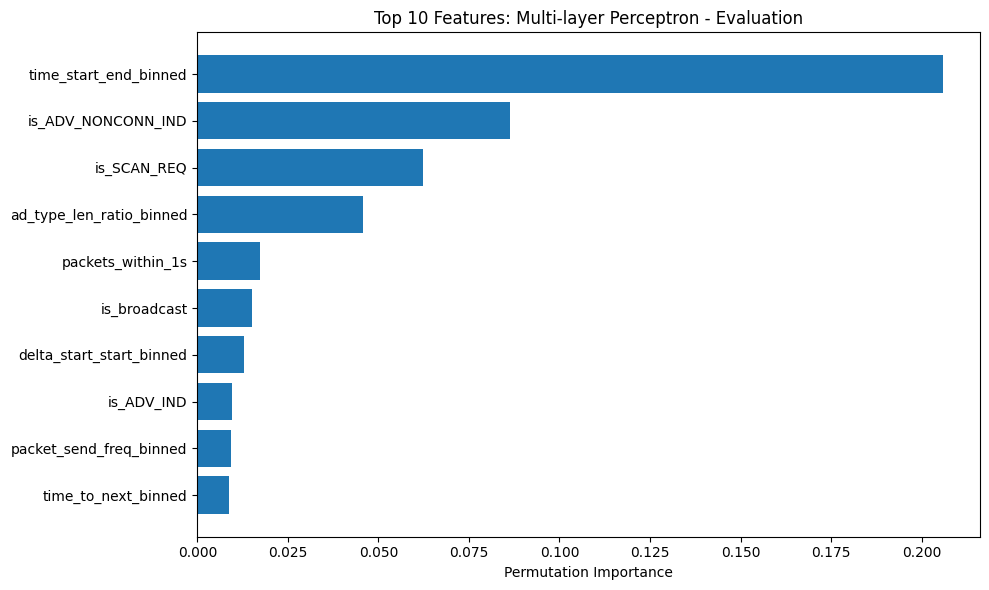 Top 10 Features: Multi-layer Perceptron - Evaluation
time_start_end_binned
is_ADV_NONCONN_IND
is_SCAN_REQ
ad_type_len_ratio_binned
packets_within_1s
is_broadcast
delta_start_start_binned
is_ADV_IND
packet_send_freq_binned
time_to_next_binned
0.000 0.025 0.050 0.075 0.100 0.125 0.150 0.175 0.200
Permutation Importance